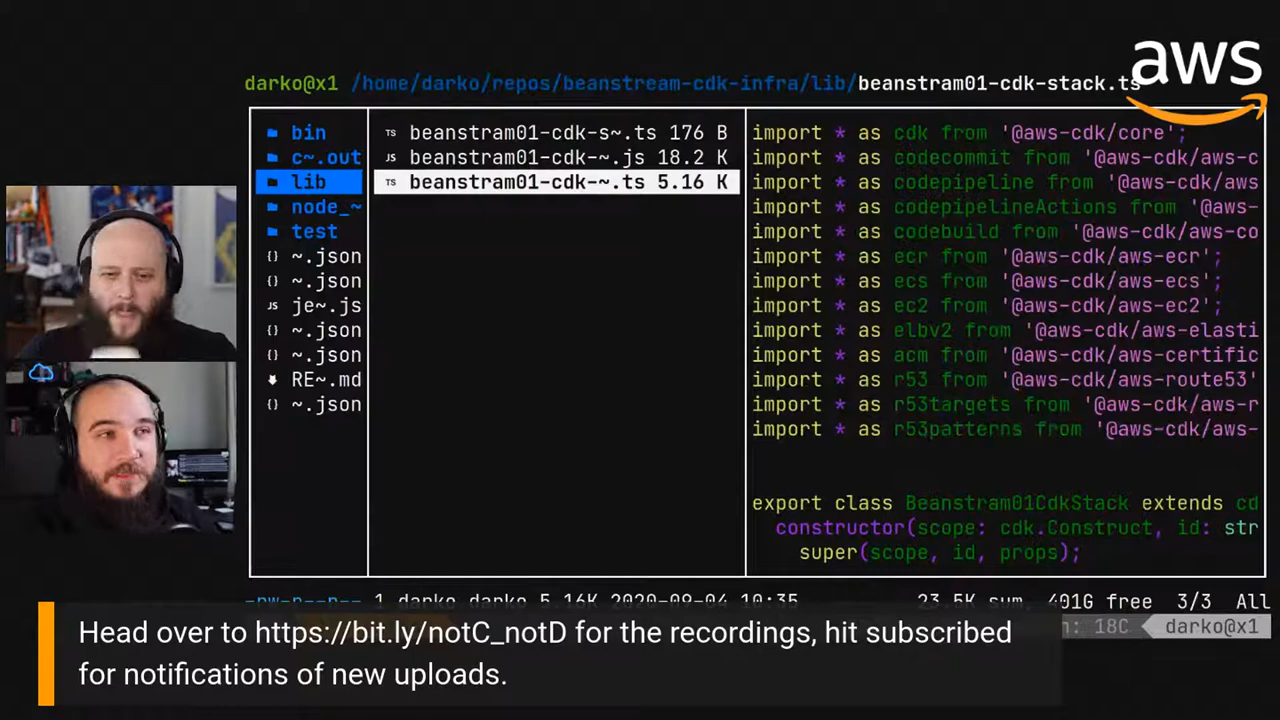 aws
darko@x1 /home/darko/repos/beanstream-cdk-infra/lib/beanstram01-cdk-stack.ts
bin
c~.out
lib
node_~
test
~.json
~.json
je~.js
~.json
~.json
RE~.md
~.json
TS beanstram01-cdk-s~.ts 176 B
JS beanstram01-cdk-~.js 18.2 K
TS beanstram01-cdk-~.ts 5.16 K
import * as cdk from '@aws-cdk/core';
import * as codecommit from '@aws-cdk/aws-c
import * as codepipeline from '@aws-cdk/aws
import * as codepipelineActions from '@aws-
import * as codebuild from '@aws-cdk/aws-co
import * as ecr from '@aws-cdk/aws-ecr';
import * as ecs from '@aws-cdk/aws-ecs';
import * as ec2 from '@aws-cdk/aws-ec2';
import * as elbv2 from '@aws-cdk/aws-elasti
import * as acm from '@aws-cdk/aws-certific
import * as r53 from '@aws-cdk/aws-route53'
import * as r53targets from '@aws-cdk/aws-r
import * as r53patterns from '@aws-cdk/aws-
export class Beanstram01CdkStack extends cd
constructor(scope: cdk.Construct, id: str
super(scope, id, props);
-rw-r--r-- 1 darko darko 5.16K 2020-09-04 10:35 23.5K sum, 401G free 3/3 All
18C darko@x1
Head over to https://bit.ly/notC_notD for the recordings, hit subscribed
for notifications of new uploads.